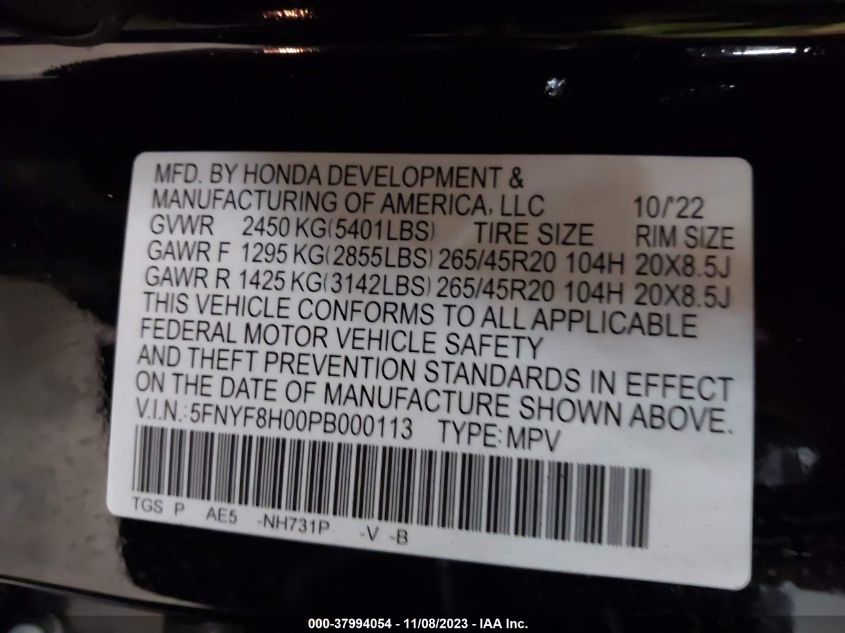 MFD. BY HONDA DEVELOPMENT &
MANUFACTURING OF AMERICA, LLC 10/'22
GVWR 2450 KG(5401LBS) TIRE SIZE RIM SIZE
GAWR F 1295 KG(2855LBS) 265/45R20 104H 20X8.5J
GAWR R 1425 KG(3142LBS) 265/45R20 104H 20X8.5J
THIS VEHICLE CONFORMS TO ALL APPLICABLE
FEDERAL MOTOR VEHICLE SAFETY
AND THEFT PREVENTION STANDARDS IN EFFECT
ON THE DATE OF MANUFACTURE SHOWN ABOVE.
V.I.N.: 5FNYF8H00PB000113 TYPE: MPV
TGS P AE5 -NH731P -V -B
000-37994054 - 11/08/2023 - IAA Inc.